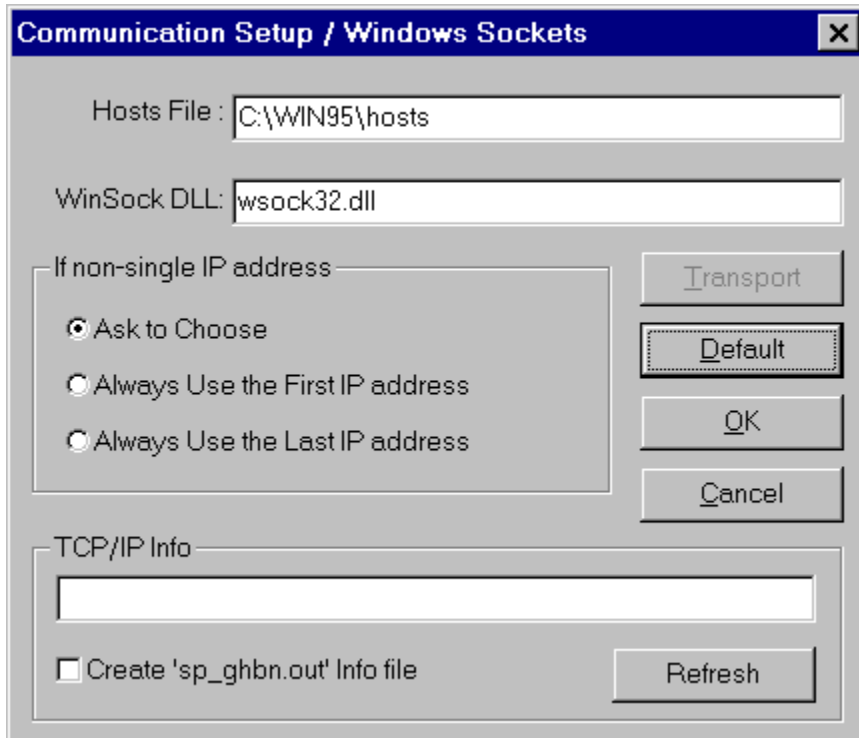 Communication Setup / Windows Sockets
Hosts File : C:\WIN95\hosts
WinSock DLL: wsock32.dll
If non-single IP address
Ask to Choose
Always Use the First IP address
Always Use the Last IP address
Transport
Default
OK
Cancel
TCP/IP Info
Create 'sp_ghbn.out' Info file
Refresh